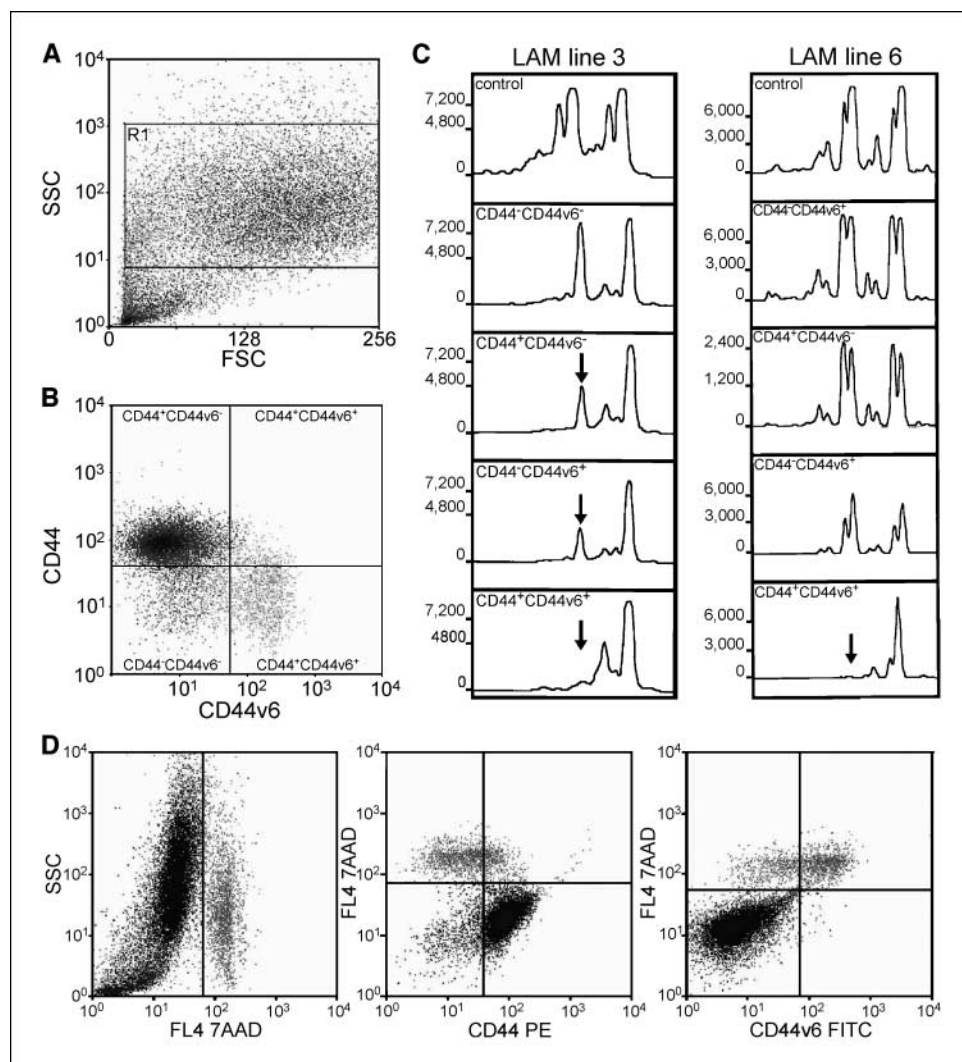 A
10⁴
10³
10²
10¹
10⁰
SSC
R1
0
128
256
FSC
B
10⁴
10³
10²
10¹
10⁰
CD44
CD44⁺CD44v6⁻
CD44⁺CD44v6⁺
CD44⁻CD44v6⁻
CD44⁺CD44v6⁺
10¹
10²
10³
10⁴
CD44v6
C
LAM line 3
control
7,200
4,800
0
CD44⁻CD44v6⁻
7,200
4,800
0
CD44⁺CD44v6⁻
7,200
4,800
0
CD44⁻CD44v6⁺
7,200
4,800
0
CD44⁺CD44v6⁺
7,200
4800
0
LAM line 6
control
6,000
3,000
0
CD44⁻CD44v6⁺
6,000
3,000
0
CD44⁺CD44v6⁻
2,400
1,200
0
CD44⁻CD44v6⁺
6,000
3,000
0
CD44⁺CD44v6⁺
6,000
3,000
0
D
10⁴
10³
10²
10¹
10⁰
SSC
10⁰
10¹
10²
10³
10⁴
FL4 7AAD
10⁴
10³
10²
10¹
10⁰
FL4 7AAD
10⁰
10¹
10²
10³
10⁴
CD44 PE
10⁴
10³
10²
10¹
10⁰
FL4 7AAD
10⁰
10¹
10²
10³
10⁴
CD44v6 FITC